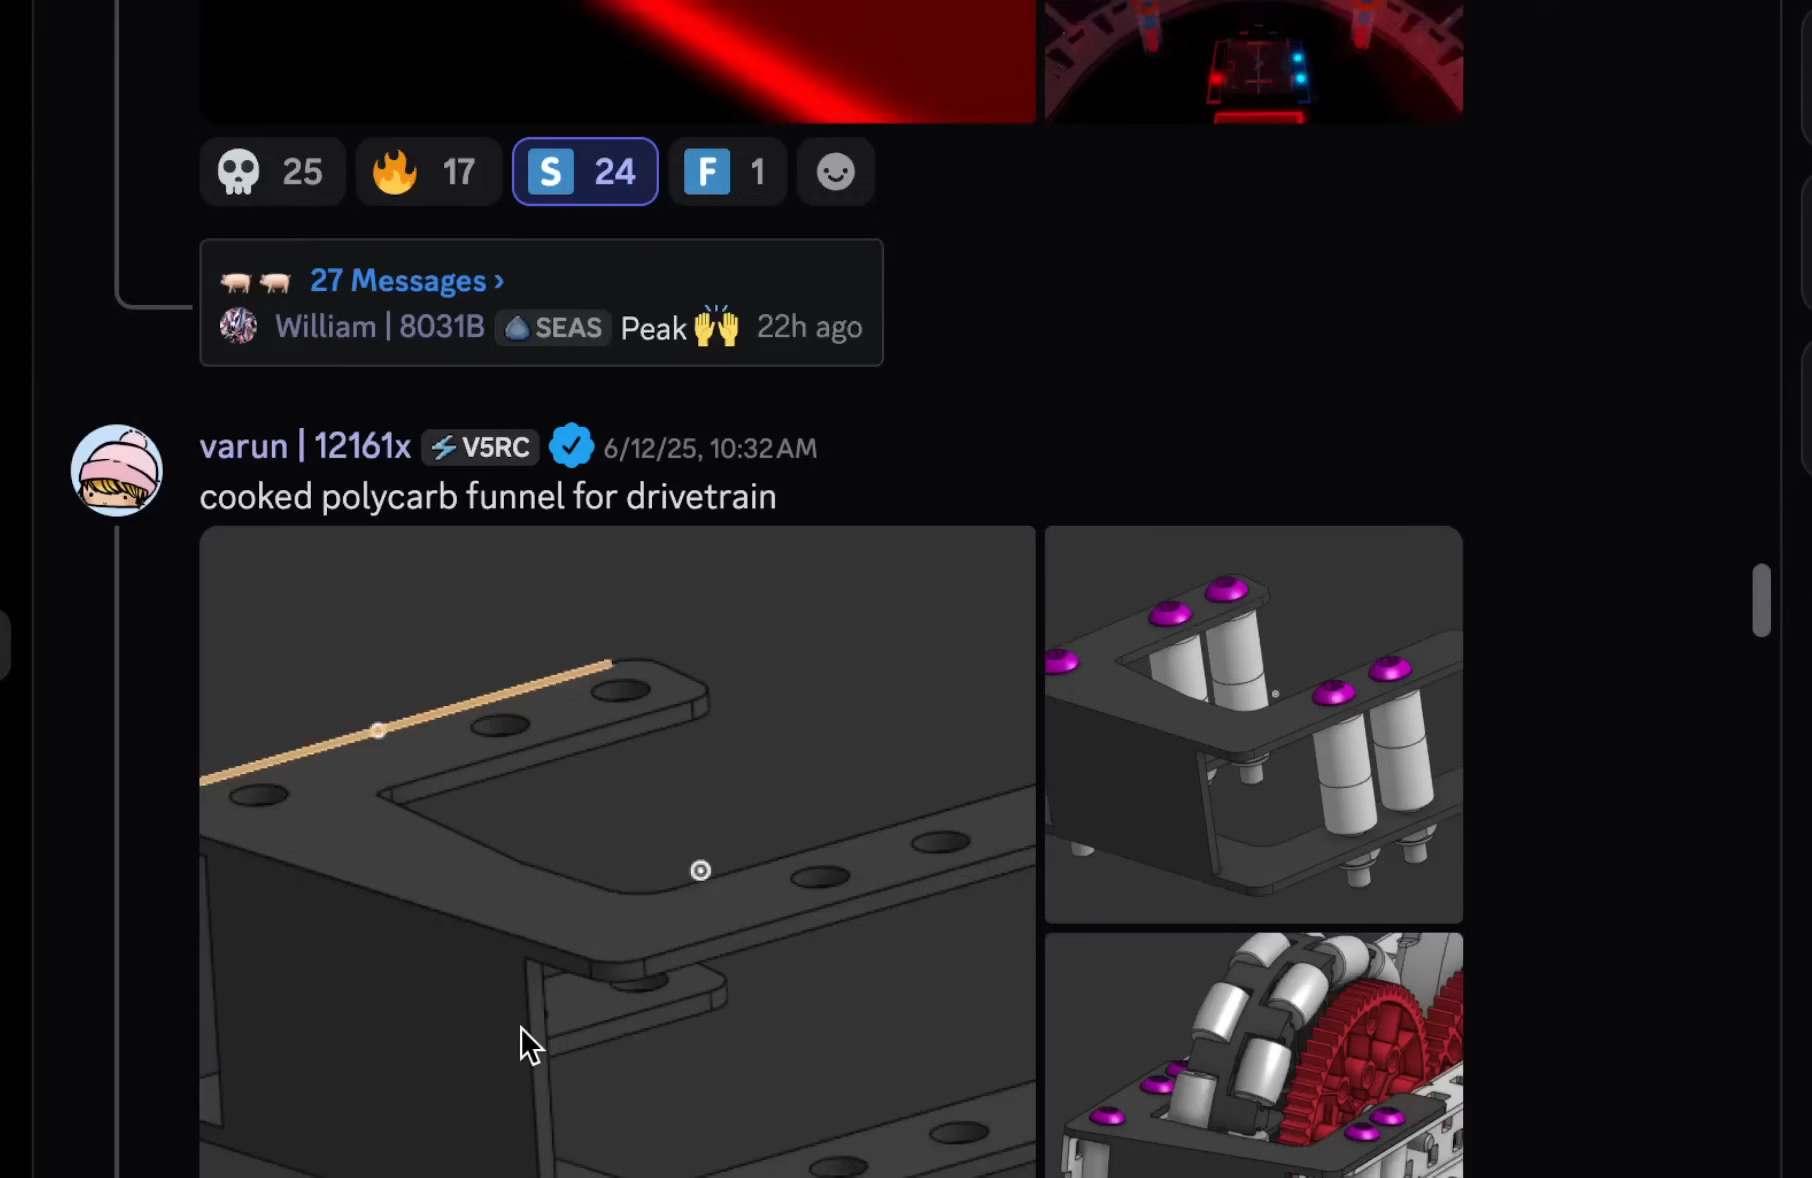 25 17 S 24 F 1
27 Messages ›
William | 8031B SEAS Peak 22h ago
varun | 12161x V5RC 6/12/25, 10:32 AM
cooked polycarb funnel for drivetrain